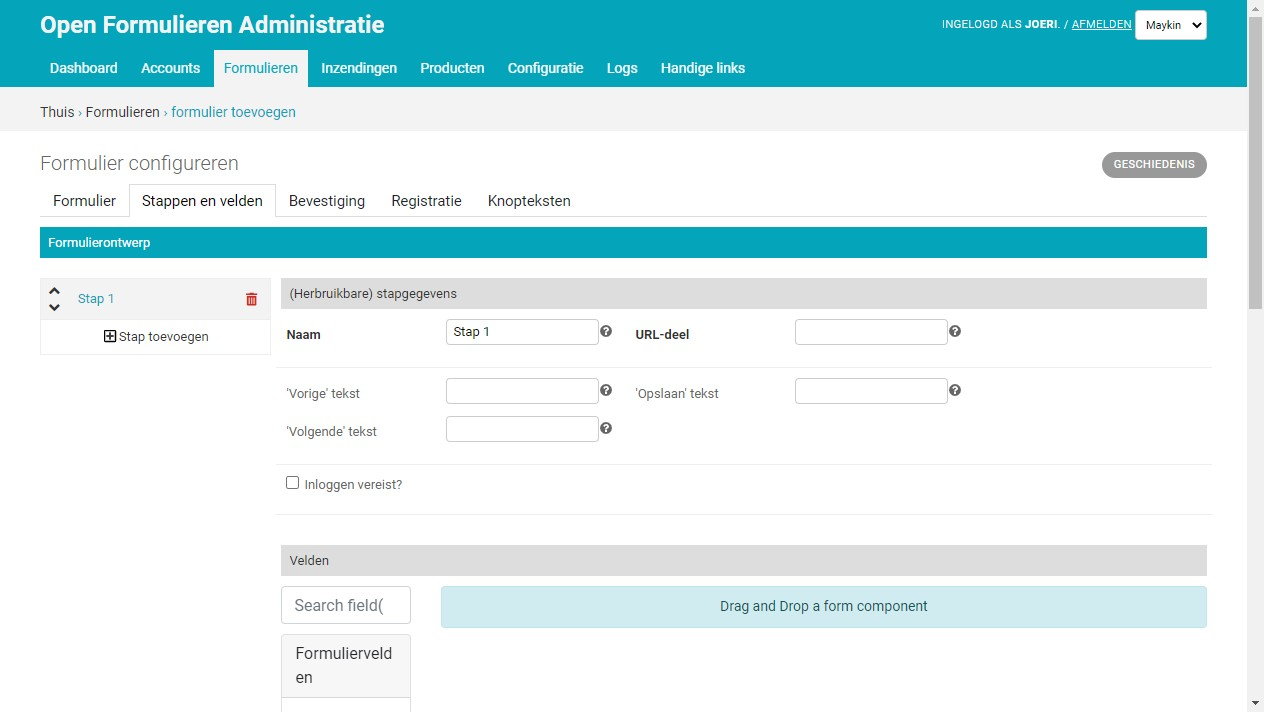 Open Formulieren Administratie
INGELOGD ALS JOERI. / AFMELDEN Maykin
Dashboard Accounts Formulieren Inzendingen Producten Configuratie Logs Handige links
Thuis › Formulieren › formulier toevoegen
Formulier configureren
GESCHIEDENIS
Formulier Stappen en velden Bevestiging Registratie Knopteksten
Formulierontwerp
Stap 1
Stap toevoegen
(Herbruikbare) stapgegevens
Naam Stap 1 URL-deel
'Vorige' tekst 'Opslaan' tekst
'Volgende' tekst
Inloggen vereist?
Velden
Search field(
Drag and Drop a form component
Formulierveld
en